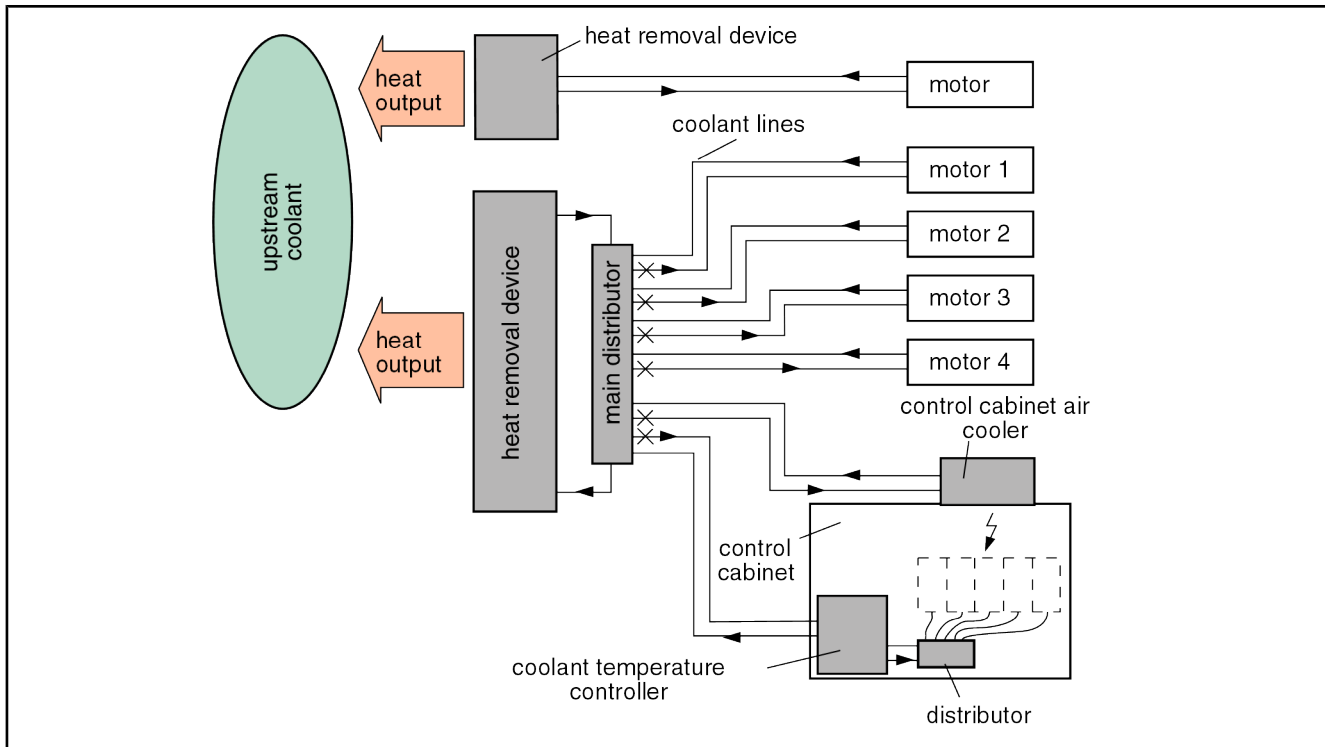 heat removal device
heat
output
motor
coolant lines
motor 1
upstream
coolant
heat removal device
main distributor
motor 2
motor 3
heat
output
motor 4
control cabinet air
cooler
control
cabinet
coolant temperature
controller
distributor